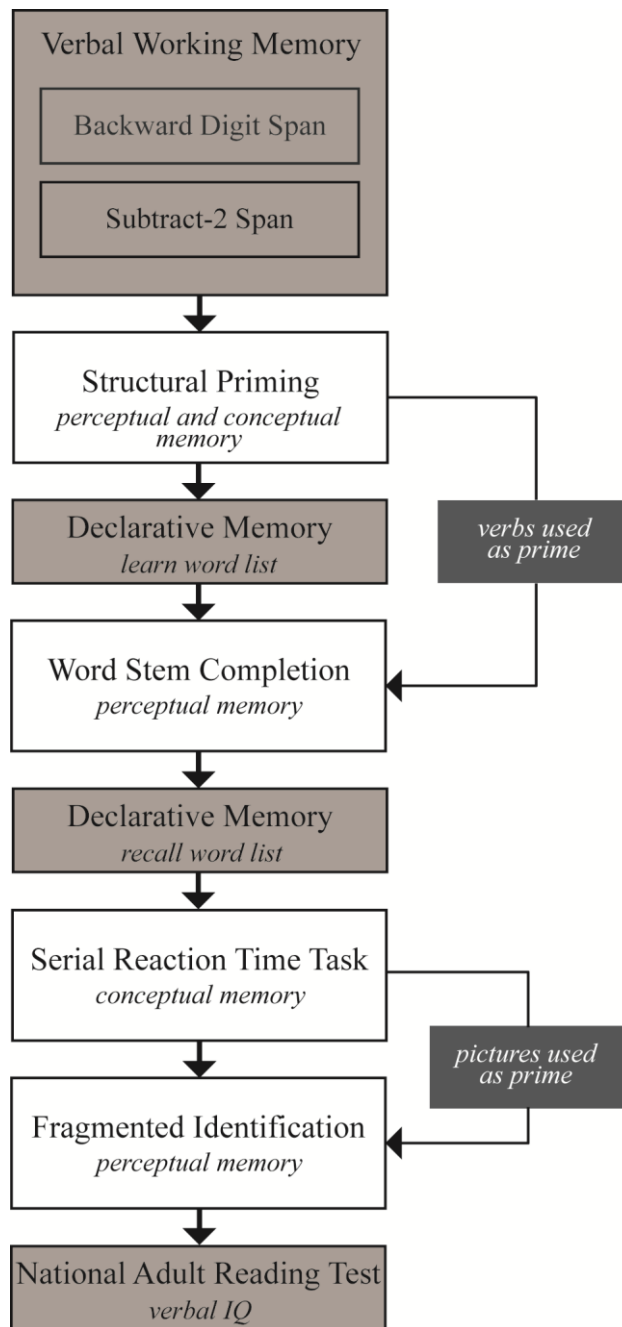 Verbal Working Memory
Backward Digit Span
Subtract-2 Span
Structural Priming
perceptual and conceptual
memory
verbs used
as prime
Declarative Memory
learn word list
Word Stem Completion
perceptual memory
Declarative Memory
recall word list
Serial Reaction Time Task
conceptual memory
pictures used
as prime
Fragmented Identification
perceptual memory
National Adult Reading Test
verbal IQ